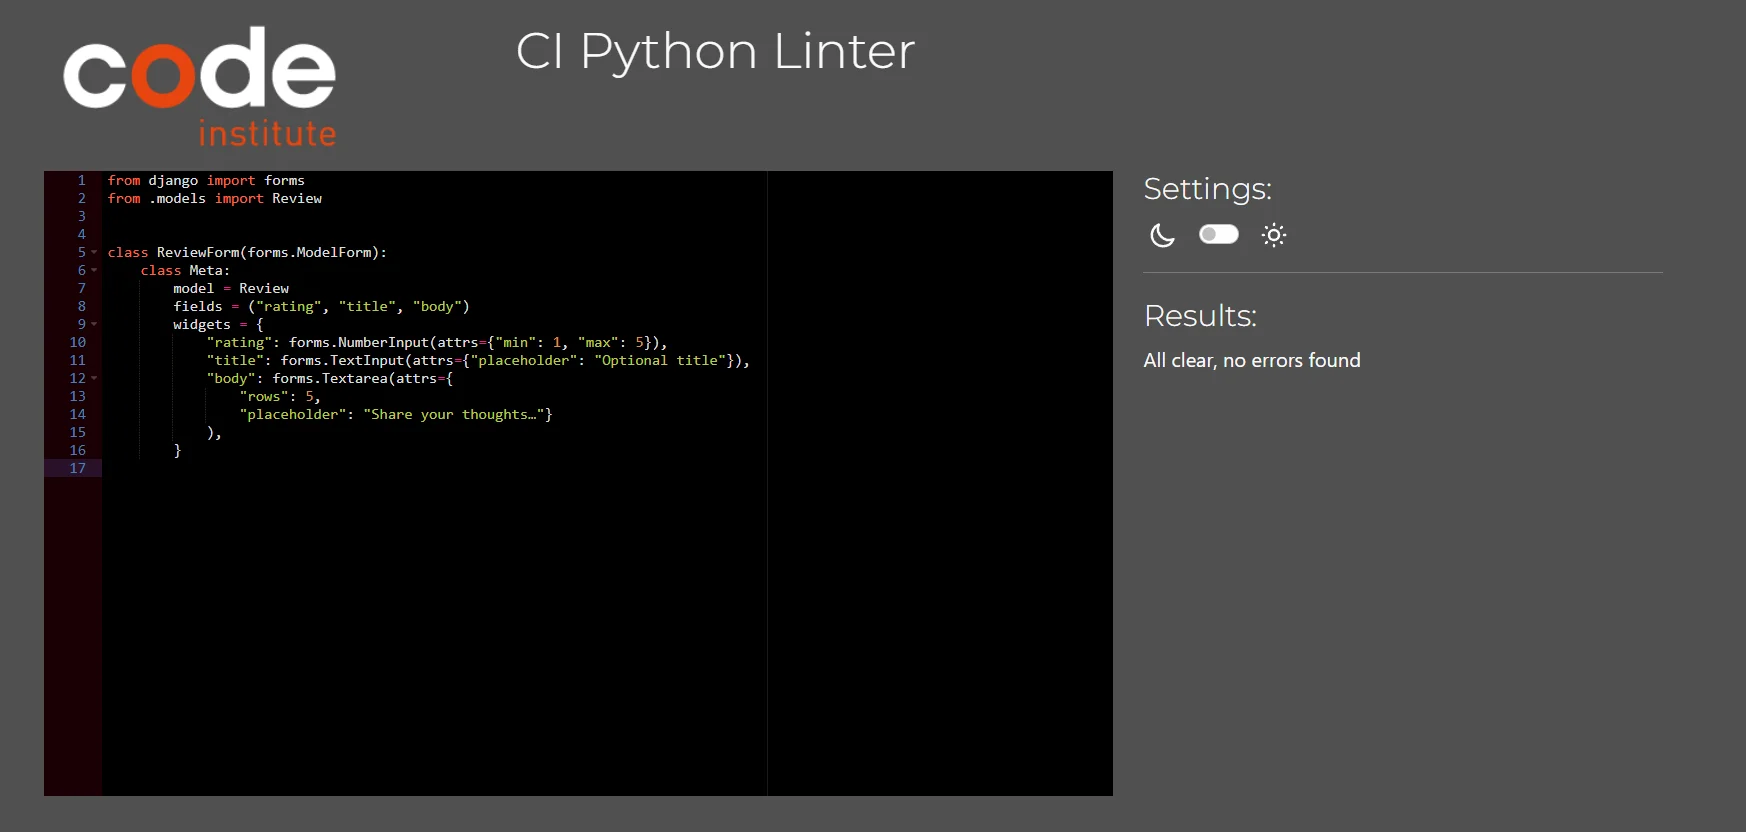 code
institute
CI Python Linter
1 from django import forms
2 from .models import Review
3
4
5 class ReviewForm(forms.ModelForm):
6     class Meta:
7         model = Review
8         fields = ("rating", "title", "body")
9         widgets = {
10             "rating": forms.NumberInput(attrs={"min": 1, "max": 5}),
11             "title": forms.TextInput(attrs={"placeholder": "Optional title"}),
12             "body": forms.Textarea(attrs={
13                 "rows": 5,
14                 "placeholder": "Share your thoughts…"}
15             ),
16         }
17
Settings:
Results:
All clear, no errors found